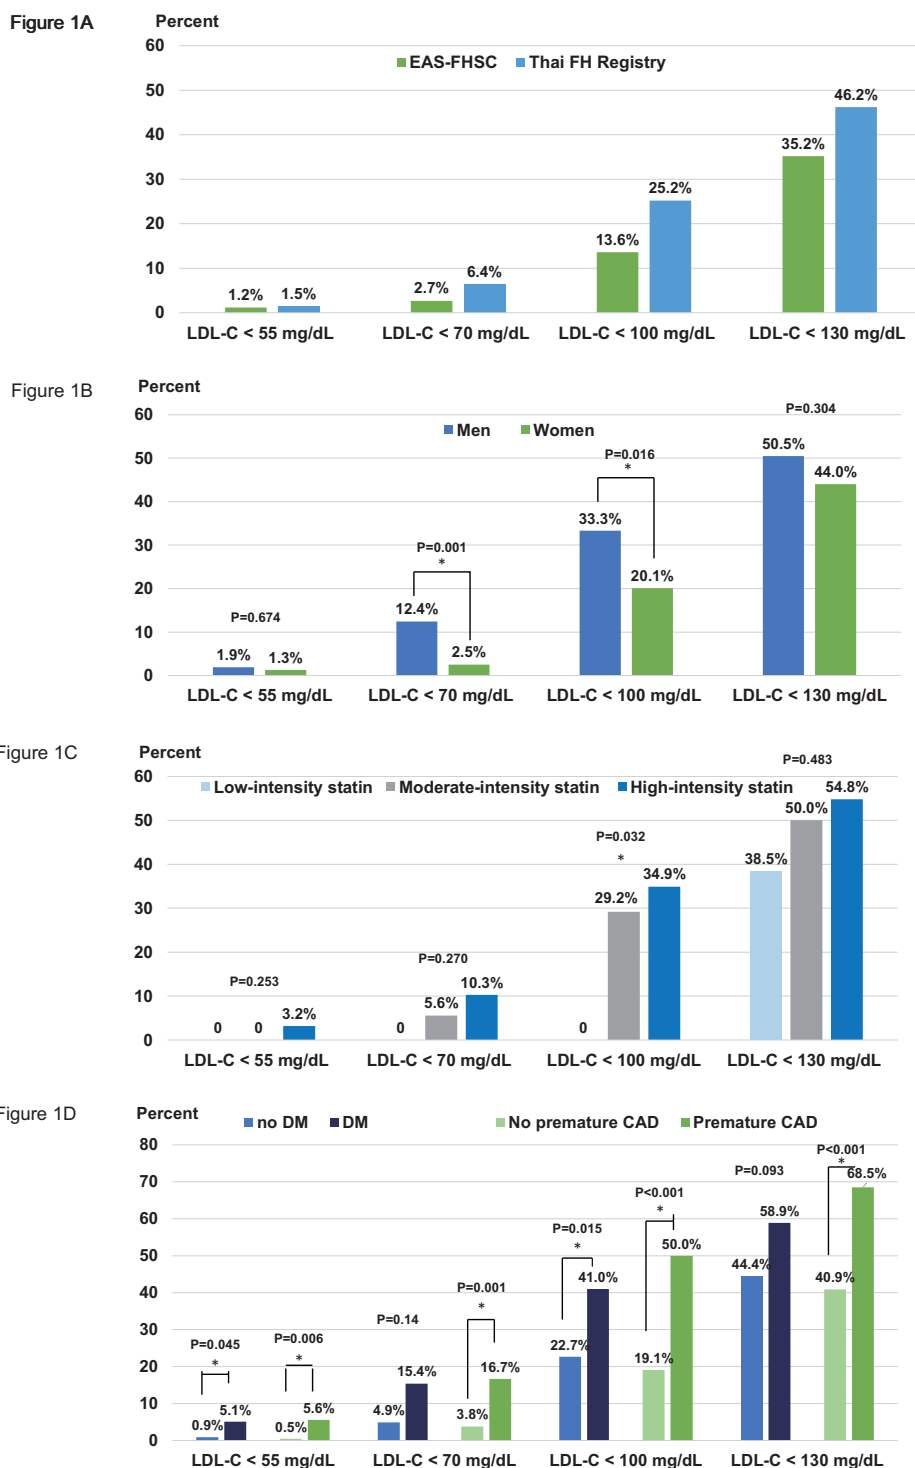 Figure 1A
Percent
EAS-FHSC Thai FH Registry
60
50
40
30
20
10
0
1.2% 1.5% 2.7% 6.4% 13.6% 25.2% 35.2% 46.2%
LDL-C < 55 mg/dL LDL-C < 70 mg/dL LDL-C < 100 mg/dL LDL-C < 130 mg/dL
Figure 1B
Percent
Men Women
60
50
40
30
20
10
0
P=0.674 P=0.001 P=0.016 P=0.304
* *
1.9% 1.3% 12.4% 2.5% 33.3% 20.1% 50.5% 44.0%
LDL-C < 55 mg/dL LDL-C < 70 mg/dL LDL-C < 100 mg/dL LDL-C < 130 mg/dL
Figure 1C
Percent
Low-intensity statin Moderate-intensity statin High-intensity statin
60
50
40
30
20
10
0
P=0.253 P=0.270 P=0.032 P=0.483
*
0 0 3.2% 0 5.6% 10.3% 0 29.2% 34.9% 38.5% 50.0% 54.8%
LDL-C < 55 mg/dL LDL-C < 70 mg/dL LDL-C < 100 mg/dL LDL-C < 130 mg/dL
Figure 1D
Percent
no DM DM No premature CAD Premature CAD
80
70
60
50
40
30
20
10
0
P=0.045 P=0.006 P=0.14 P=0.001 P=0.015 P<0.001 P=0.093 P<0.001
* * * * * *
0.9% 5.1% 0.5% 5.6% 4.9% 15.4% 3.8% 16.7% 22.7% 41.0% 19.1% 50.0% 44.4% 58.9% 40.9% 68.5%
LDL-C < 55 mg/dL LDL-C < 70 mg/dL LDL-C < 100 mg/dL LDL-C < 130 mg/dL